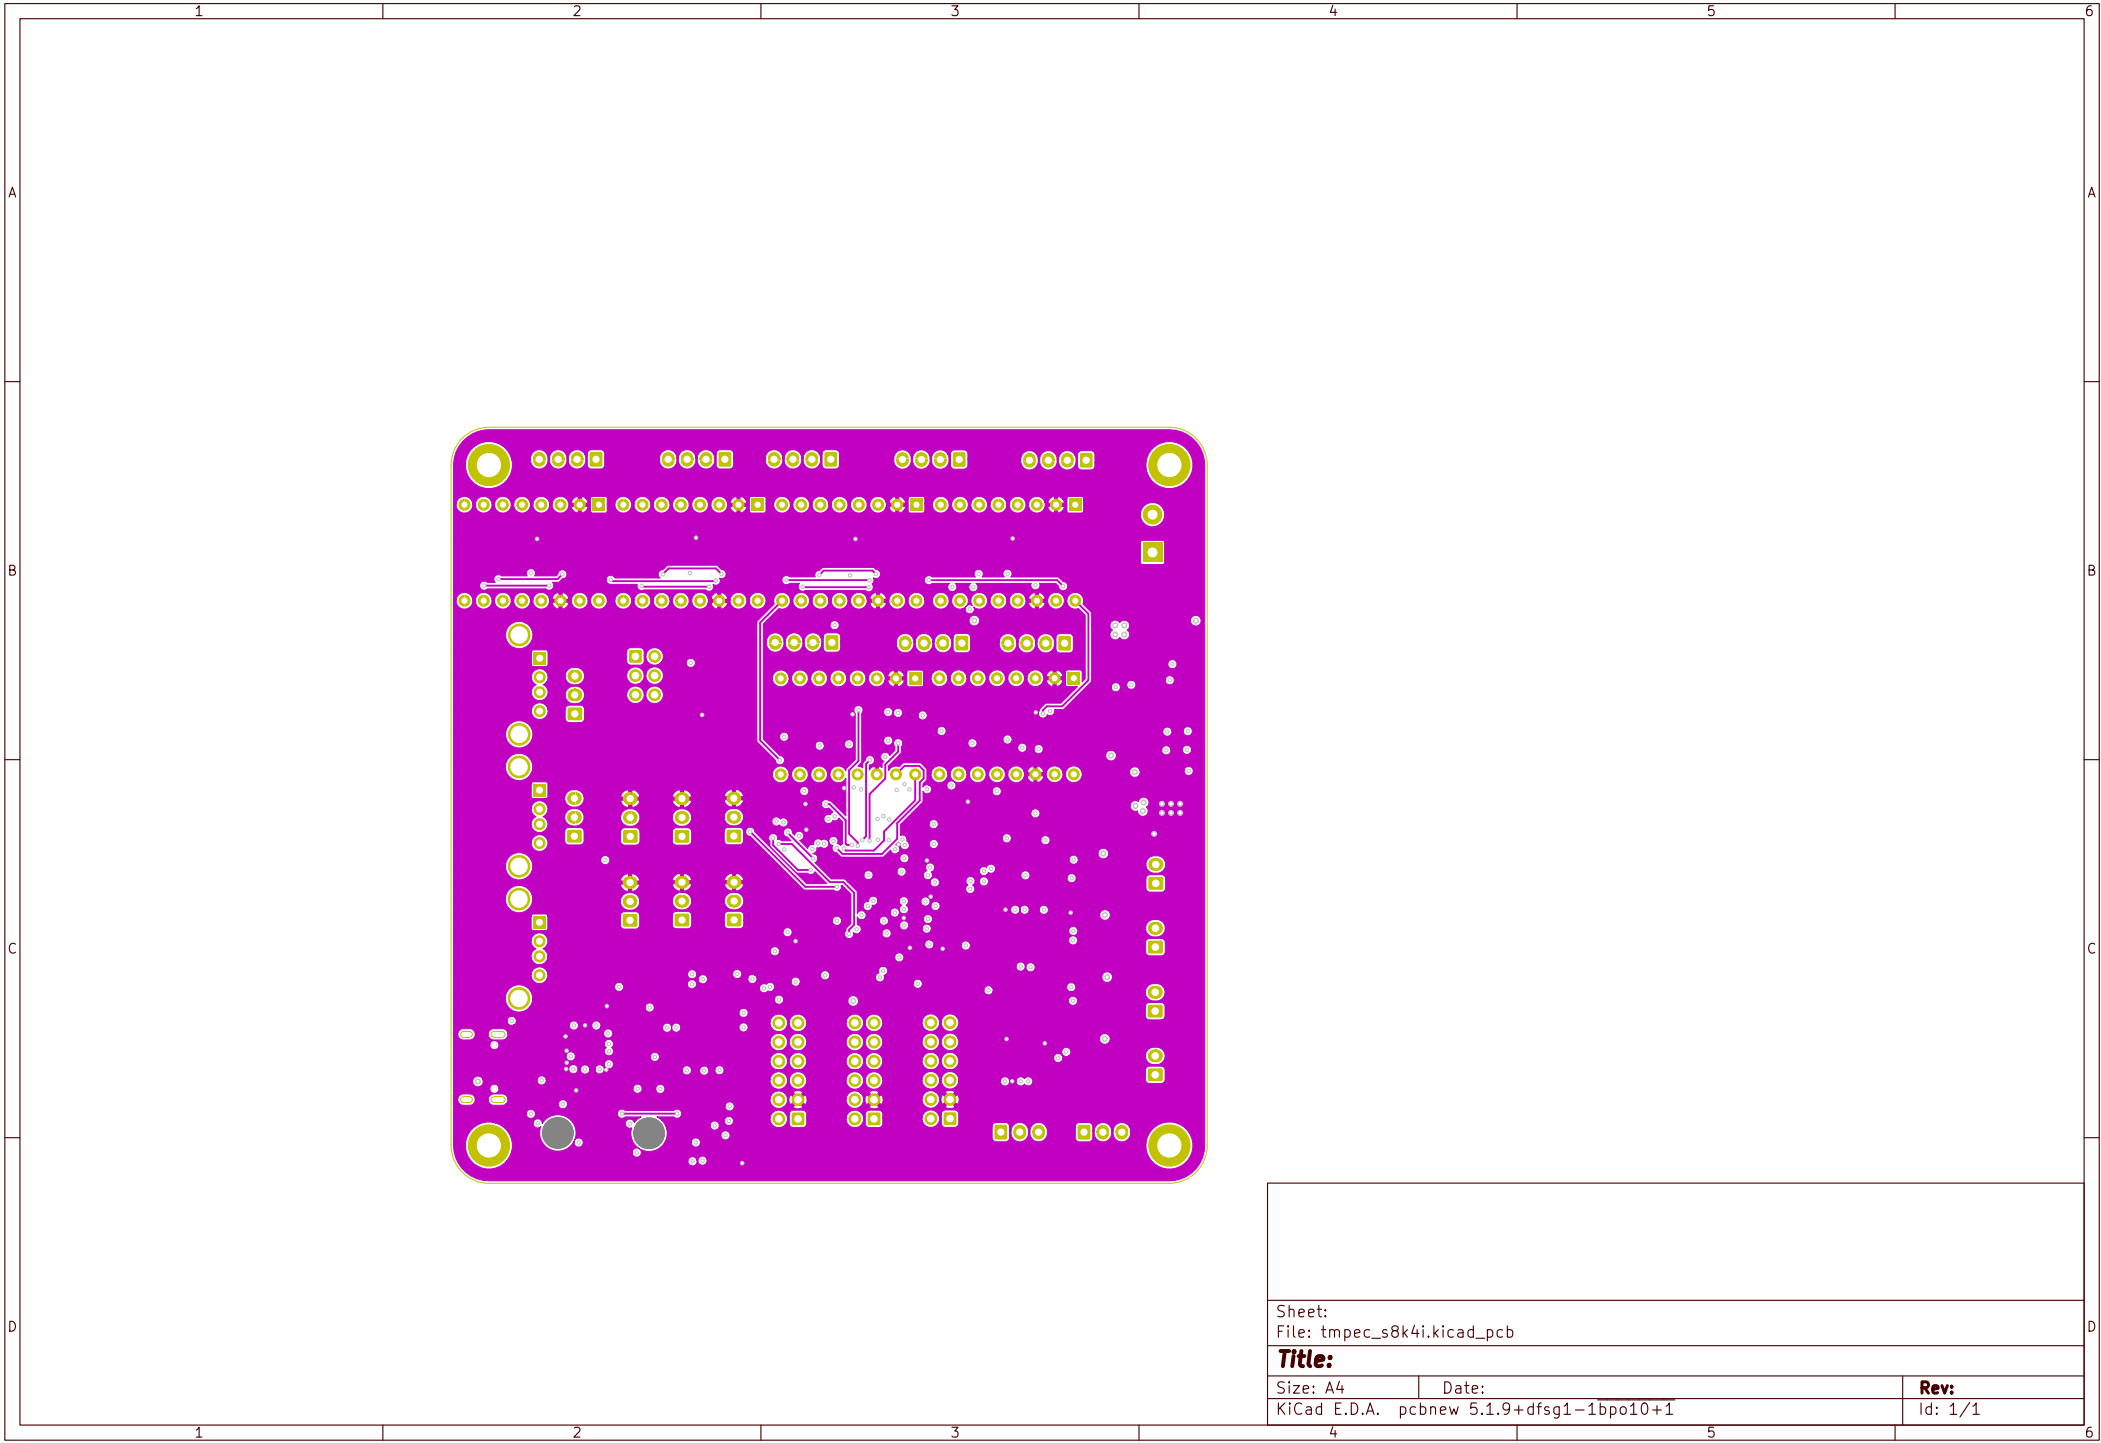 1 2 3 4 5 6
A A
B B
C C
Sheet:
File: tmpec_s8k4i.kicad_pcb
D D
Title:
Size: A4 Date: Rev:
KiCad E.D.A. pcbnew 5.1.9+dfsg1-1bpo10+1 Id: 1/1
1 2 3 4 5 6